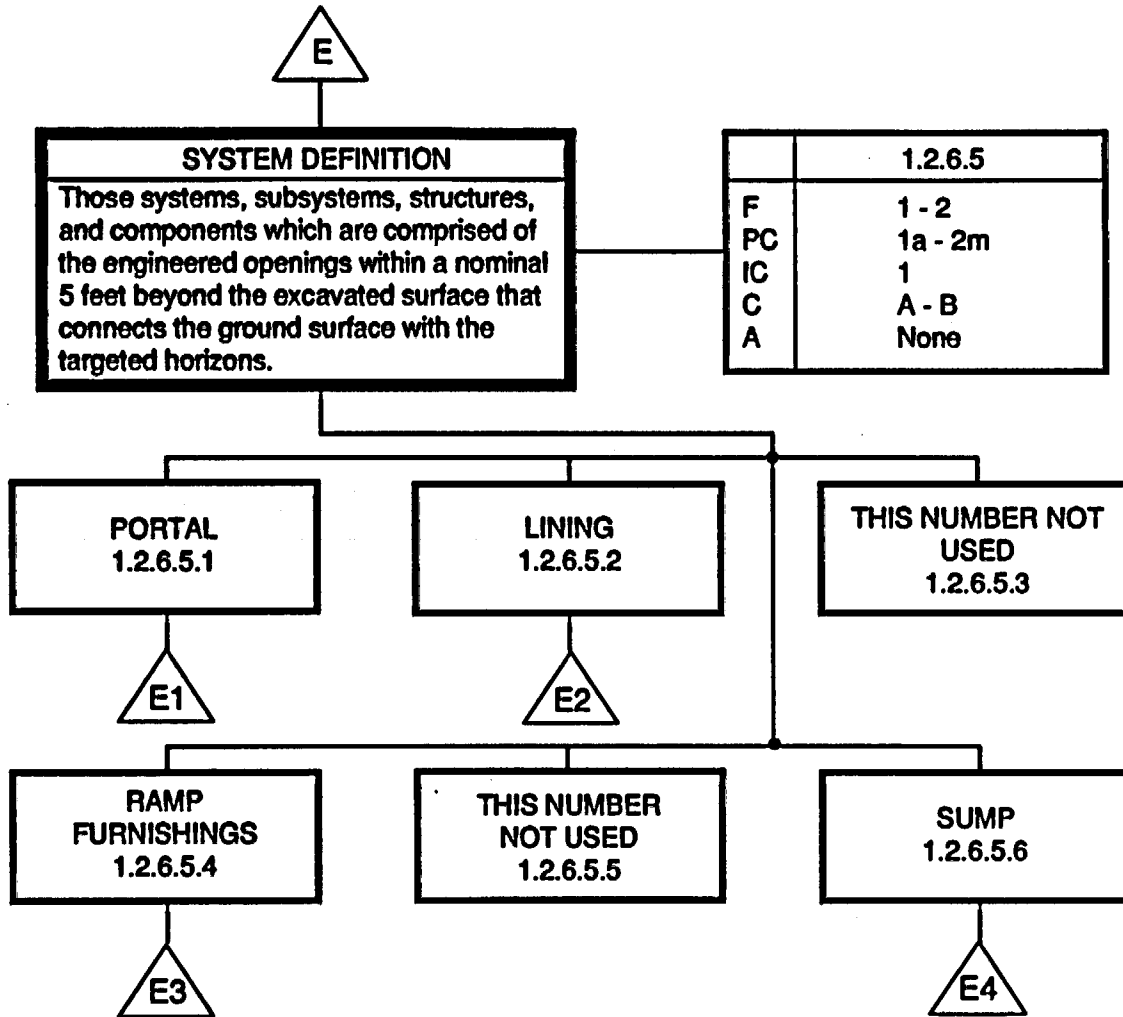 E
SYSTEM DEFINITION
Those systems, subsystems, structures,
and components which are comprised of
the engineered openings within a nominal
5 feet beyond the excavated surface that
connects the ground surface with the
targeted horizons.
1.2.6.5
F 1 - 2
PC 1a - 2m
IC 1
C A - B
A None
PORTAL
1.2.6.5.1
LINING
1.2.6.5.2
THIS NUMBER NOT
USED
1.2.6.5.3
E1
E2
RAMP
FURNISHINGS
1.2.6.5.4
THIS NUMBER
NOT USED
1.2.6.5.5
SUMP
1.2.6.5.6
E3
E4